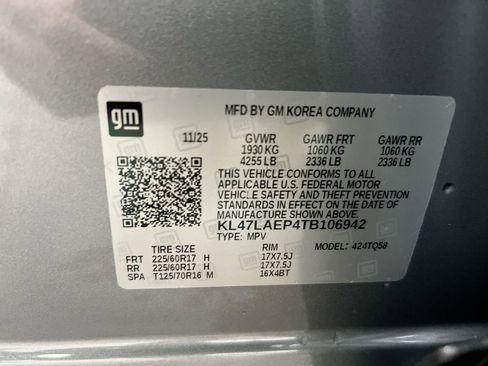 gm
MFD BY GM KOREA COMPANY
11/25 GVWR GAWR FRT GAWR RR
1930 KG 1060 KG 1060 KG
4255 LB 2336 LB 2336 LB
THIS VEHICLE CONFORMS TO ALL
APPLICABLE U.S. FEDERAL MOTOR
VEHICLE SAFETY AND THEFT PREVENTION
STANDARDS IN EFFECT ON THE DATE OF
MANUFACTURE SHOWN ABOVE.
KL47LAEP4TB106942
TYPE: MPV MODEL: 424TQ58
TIRE SIZE RIM
FRT 225/60R17 H 17X7.5J
RR 225/60R17 H 17X7.5J
SPA T125/70R16 M 16X4BT